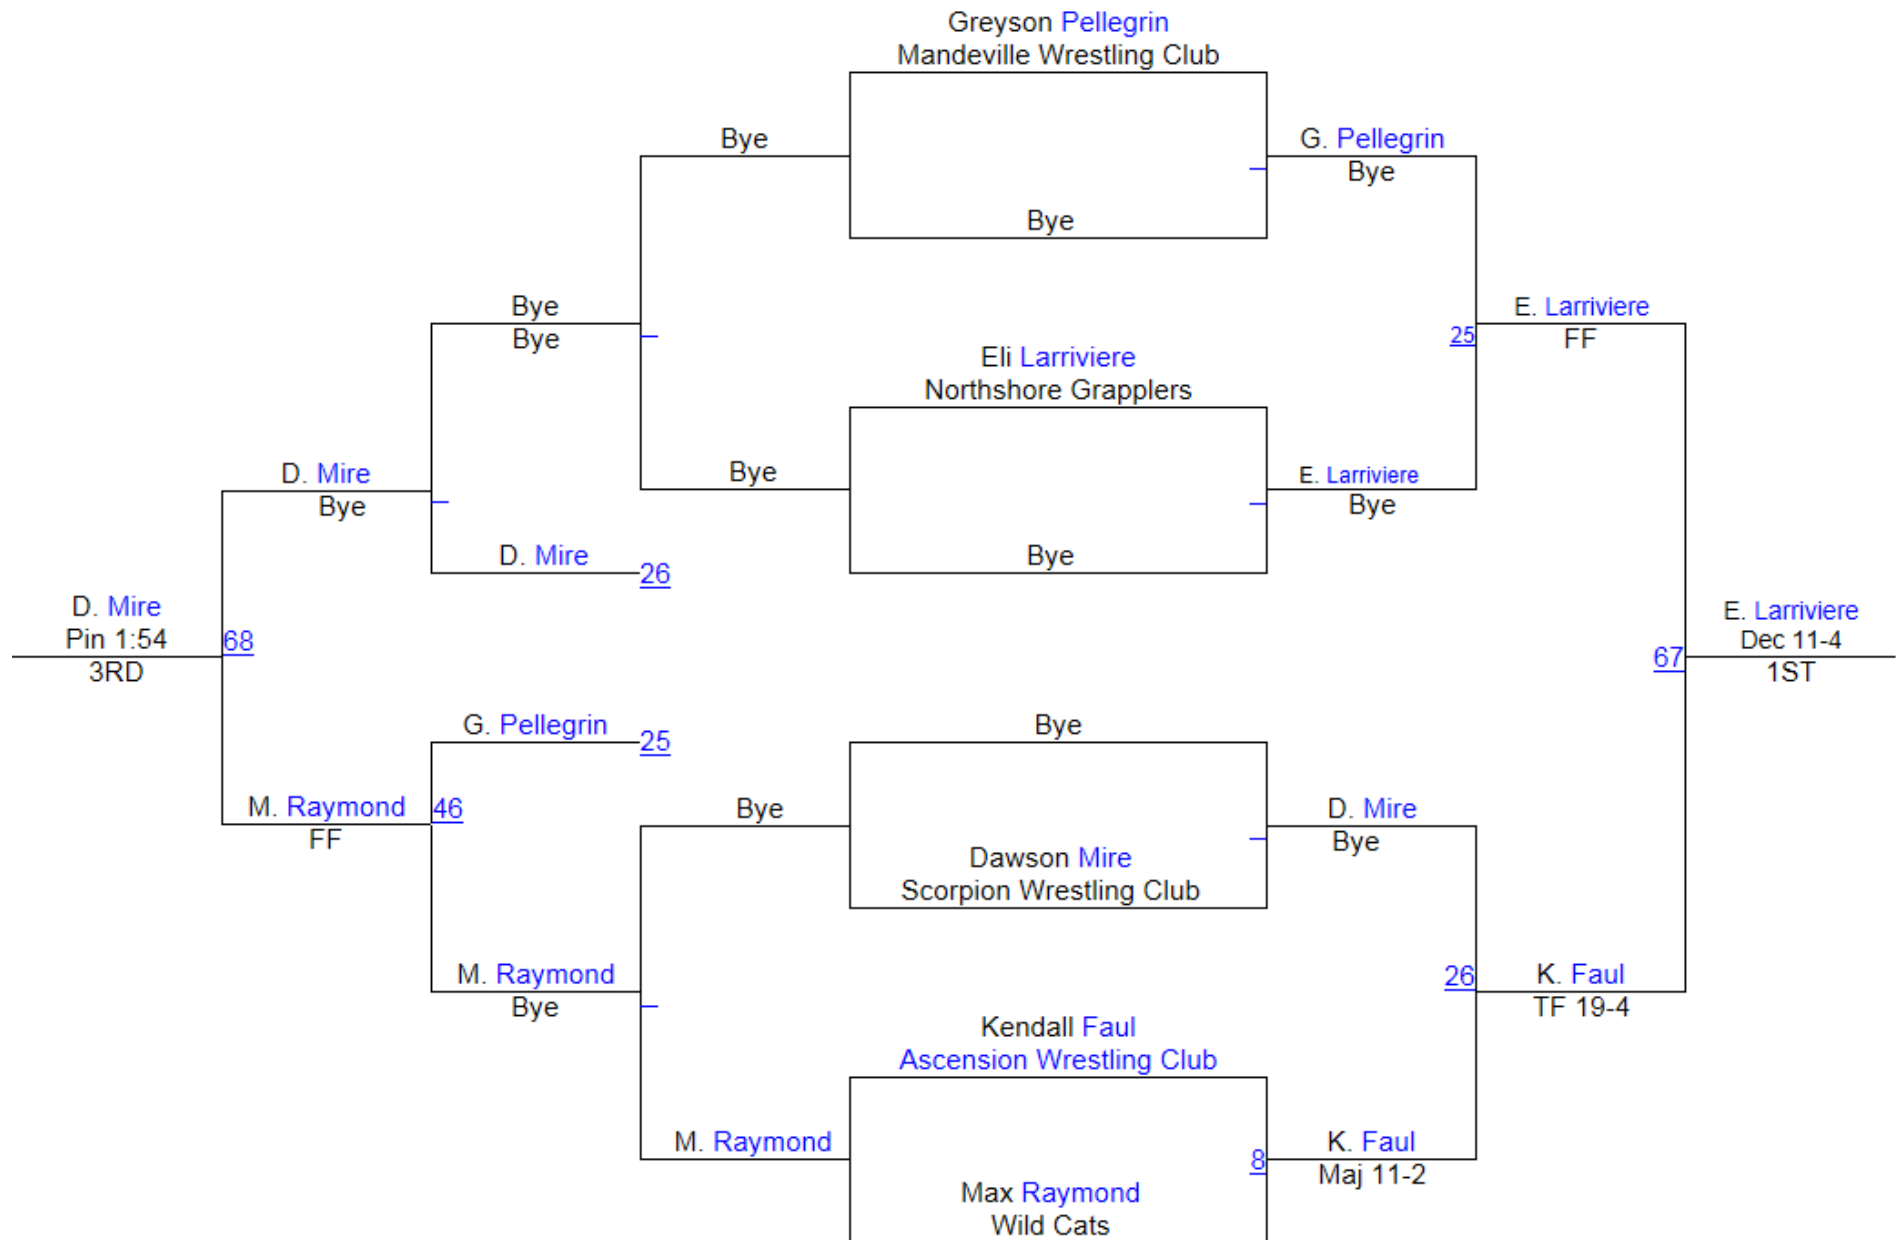 Greyson Pellegrin
Mandeville Wrestling Club
Bye
G. Pellegrin
Bye
Bye
Bye
Bye
E. Larriviere
FF
25
Eli Larriviere
Northshore Grapplers
D. Mire
Bye
Bye
E. Larriviere
Bye
D. Mire
26
Bye
D. Mire
Pin 1:54
3RD
68
E. Larriviere
Dec 11-4
1ST
67
G. Pellegrin
25
Bye
M. Raymond
FF
46
Bye
D. Mire
Bye
Dawson Mire
Scorpion Wrestling Club
M. Raymond
Bye
26
K. Faul
TF 19-4
Kendall Faul
Ascension Wrestling Club
M. Raymond
8
K. Faul
Maj 11-2
Max Raymond
Wild Cats